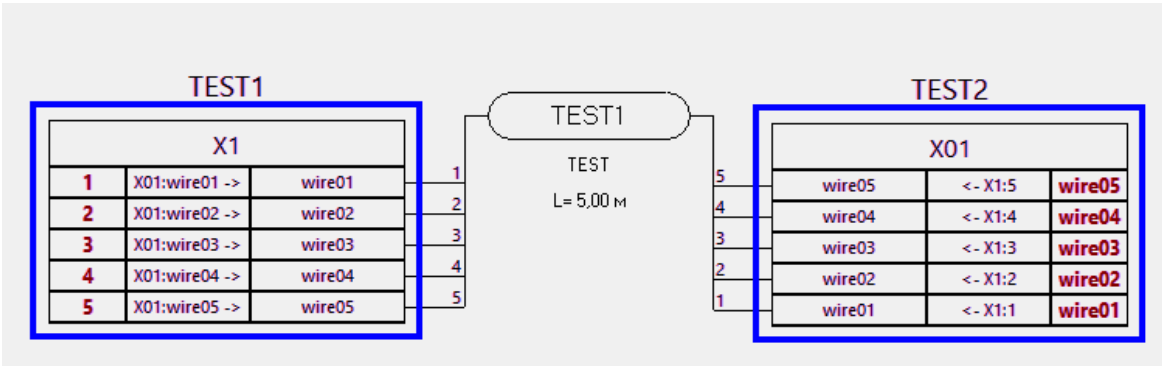 TEST1
X1
1 X01:wire01 -> wire01 1
2 X01:wire02 -> wire02 2
3 X01:wire03 -> wire03 3
4 X01:wire04 -> wire04 4
5 X01:wire05 -> wire05 5
TEST1
TEST
L= 5,00 м
TEST2
X01
5 wire05 <- X1:5 wire05
4 wire04 <- X1:4 wire04
3 wire03 <- X1:3 wire03
2 wire02 <- X1:2 wire02
1 wire01 <- X1:1 wire01